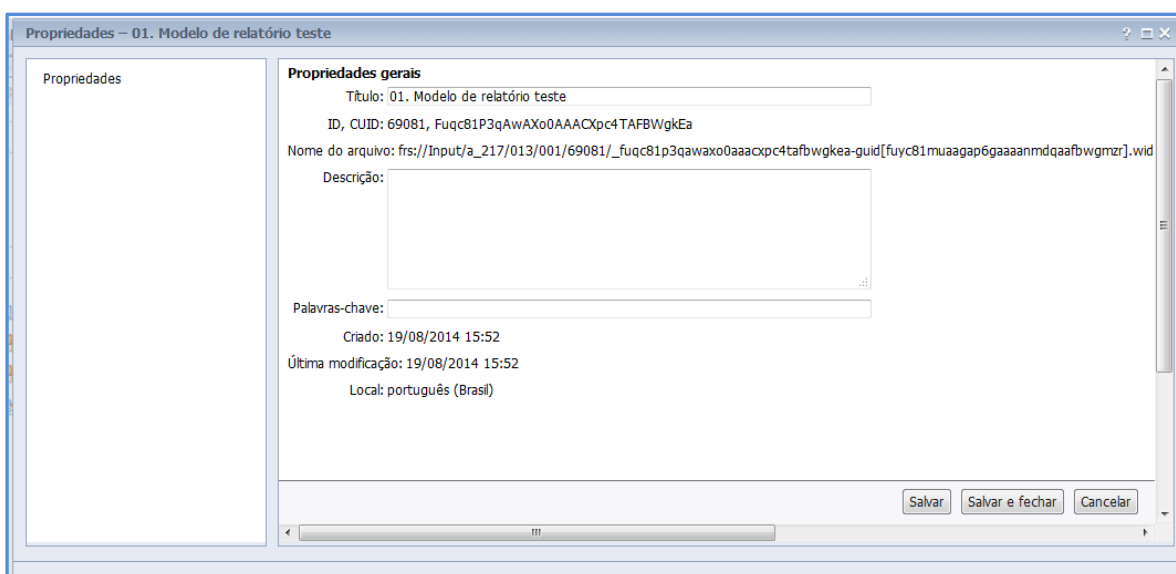 Propriedades – 01. Modelo de relatório teste
Propriedades
Propriedades gerais
Título: 01. Modelo de relatório teste
ID, CUID: 69081, Fuqc81P3qAwAXo0AAACXpc4TAFBWgkEa
Nome do arquivo: frs://Input/a_217/013/001/69081/_fuqc81p3qawaxo0aaacxpc4tafbwgkea-guid[fuyc81muaagap6gaaaanmdqaafbwgmzr].wid
Descrição:
Palavras-chave:
Criado: 19/08/2014 15:52
Última modificação: 19/08/2014 15:52
Local: português (Brasil)
Salvar Salvar e fechar Cancelar